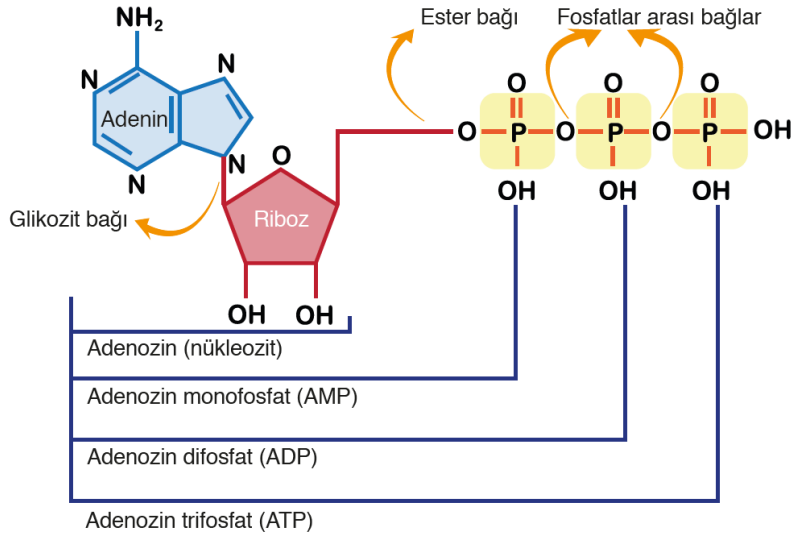 Ester bağı
Fosfatlar arası bağlar
NH₂
N
N
Adenin
N
N
O
Riboz
OH
OH
Glikozit bağı
O
O
O
O
P
O
P
O
P
OH
OH
OH
OH
Adenozin (nükleozit)
Adenozin monofosfat (AMP)
Adenozin difosfat (ADP)
Adenozin trifosfat (ATP)